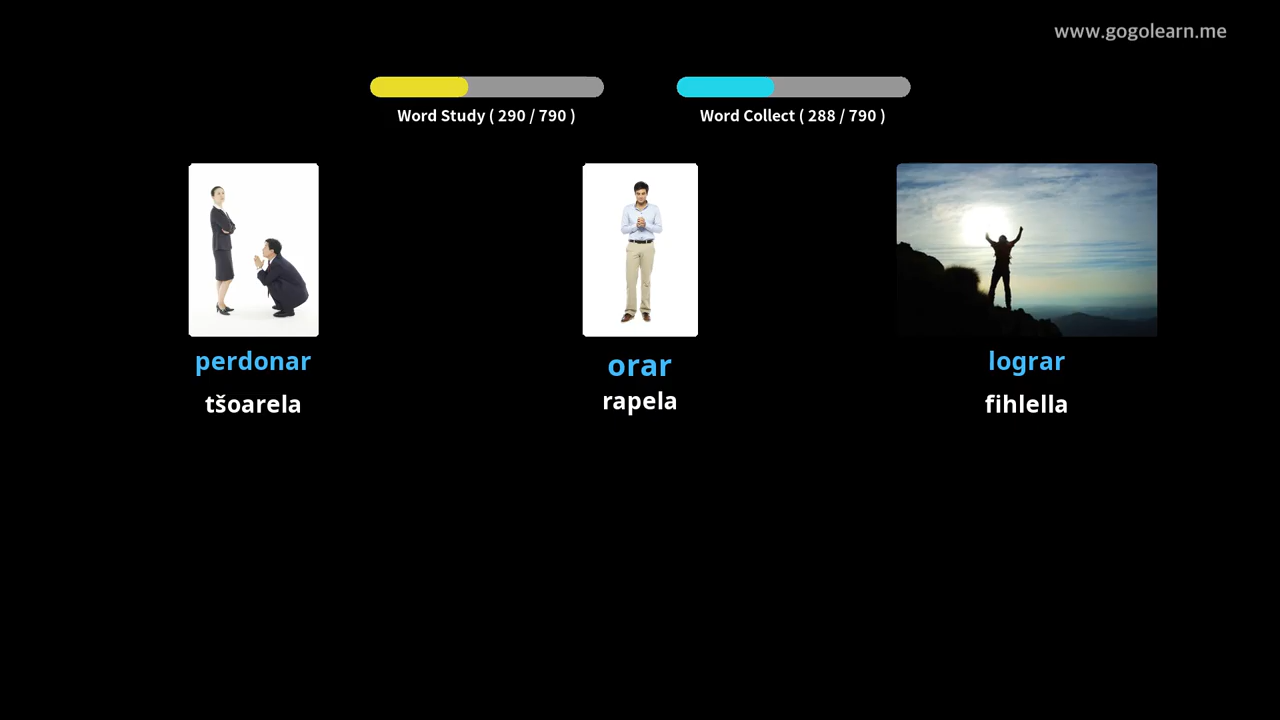 www.gogolearn.me
Word Study ( 290 / 790 )
Word Collect ( 288 / 790 )
perdonar
tšoarela
orar
rapela
lograr
fihlella